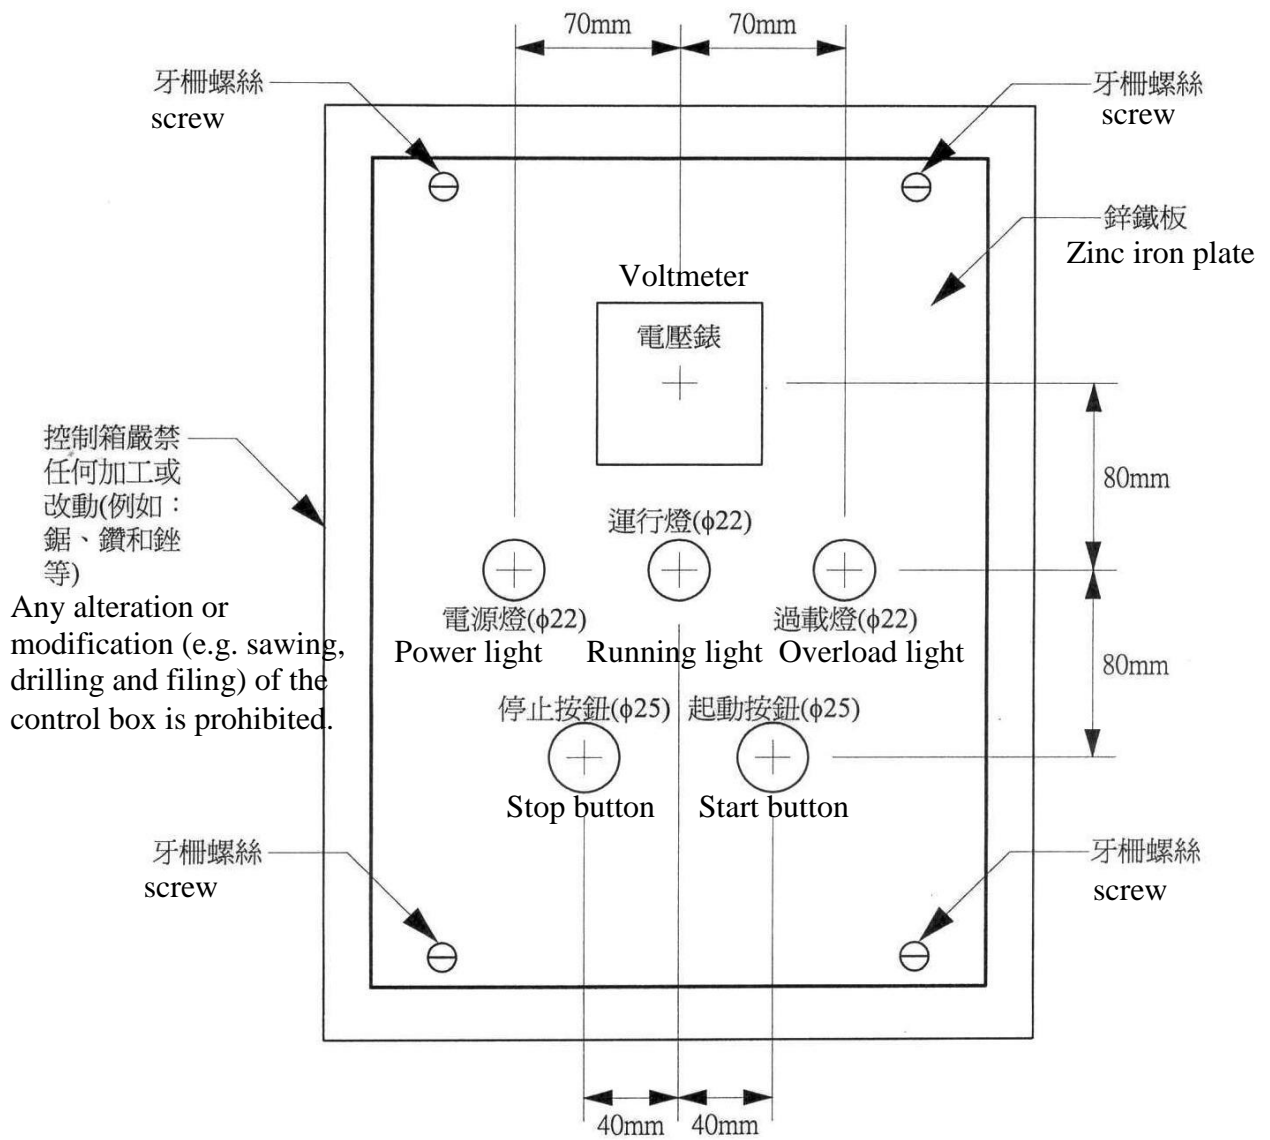 70mm
70mm
牙柵螺絲
screw
牙柵螺絲
screw
鋅鐵板
Zinc iron plate
Voltmeter
電壓錶
控制箱嚴禁
任何加工或
改動(例如：
鋸、鑽和銼
等)
Any alteration or
modification (e.g. sawing,
drilling and filing) of the
control box is prohibited.
80mm
運行燈(ϕ22)
電源燈(ϕ22)
過載燈(ϕ22)
Power light
Running light
Overload light
80mm
停止按鈕(ϕ25)
起動按鈕(ϕ25)
Stop button
Start button
牙柵螺絲
screw
牙柵螺絲
screw
40mm
40mm